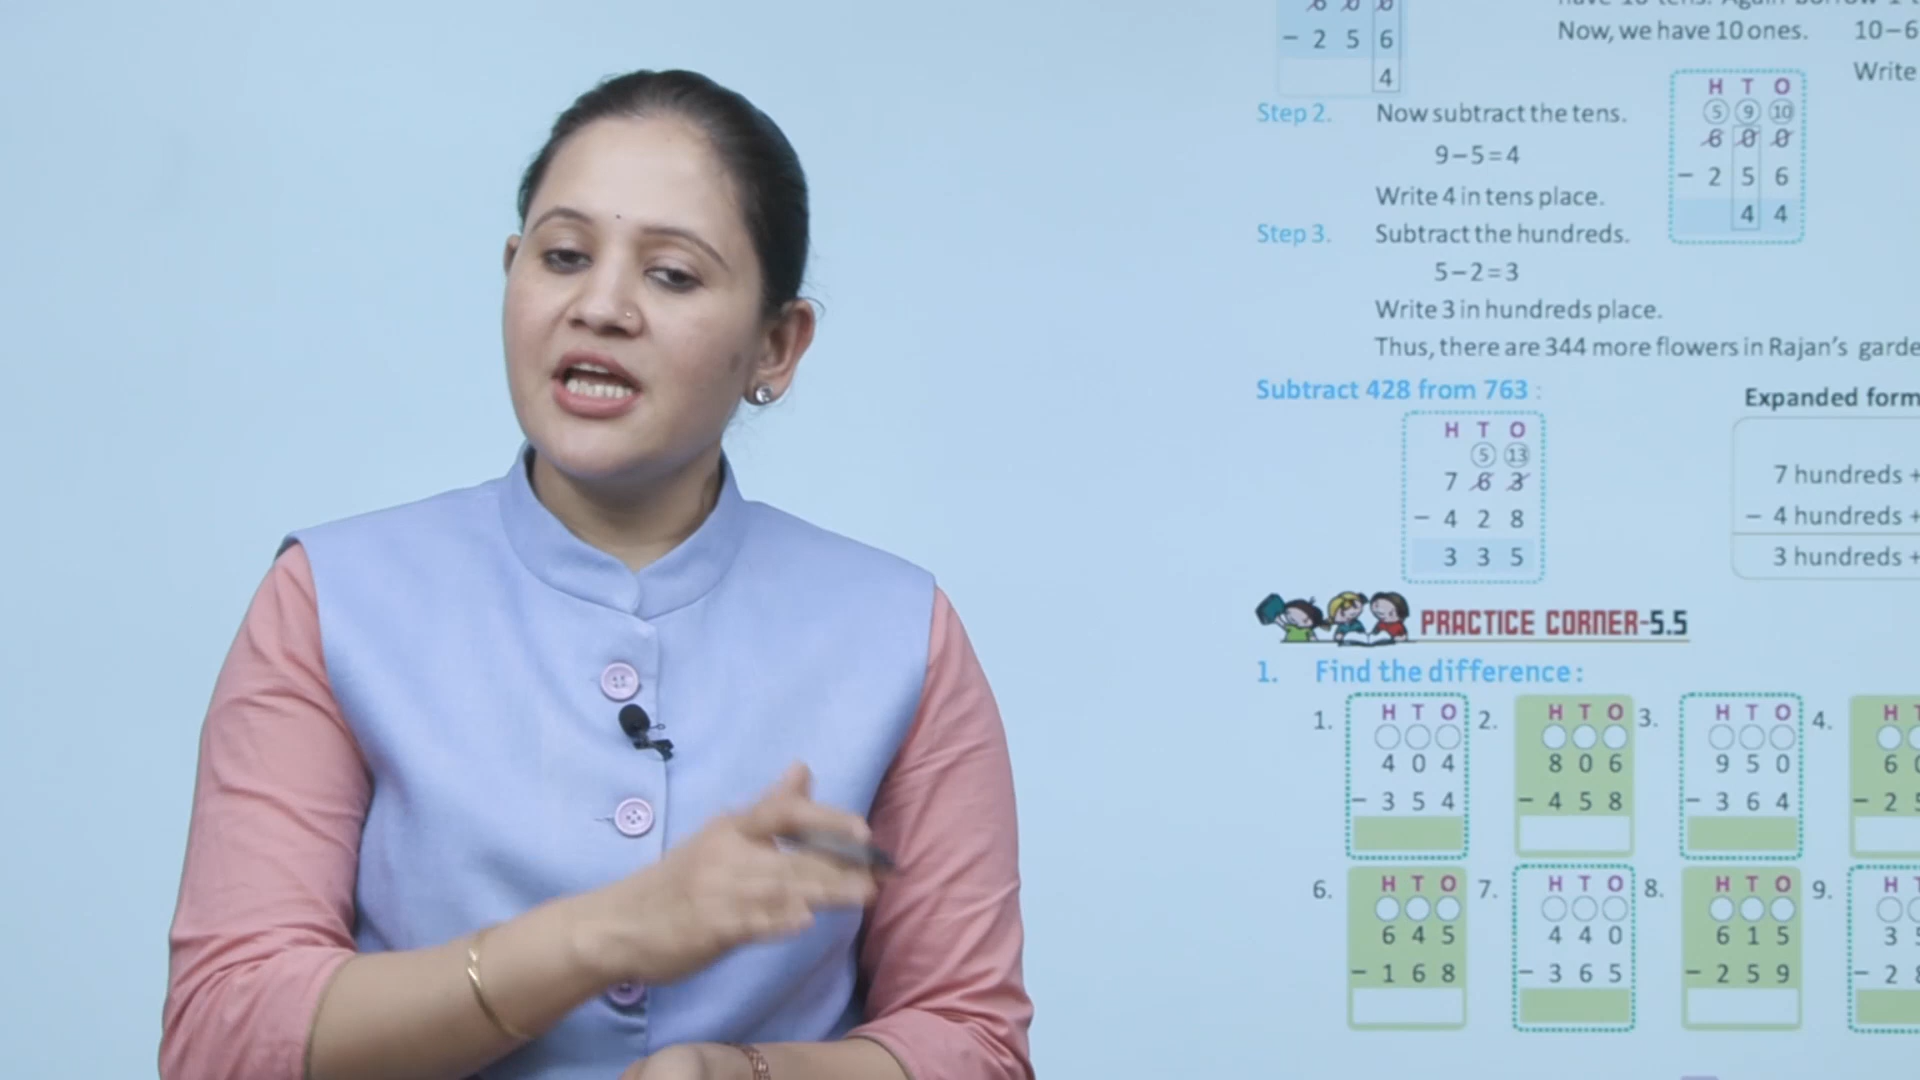 6 0 0
− 2 5 6
4
Now, we have 10 ones. 10−6
Write
Step 2. Now subtract the tens.
9−5=4
Write 4 in tens place.
H T O
5 9 10
6 0 0
− 2 5 6
4 4
Step 3. Subtract the hundreds.
5−2=3
Write 3 in hundreds place.
Thus, there are 344 more flowers in Rajan's
Subtract 428 from 763 :
H T O
5 13
7 6 3
− 4 2 8
3 3 5
Expanded form
7 hundreds +
− 4 hundreds +
3 hundreds +
PRACTICE CORNER-5.5
1. Find the difference :
1. H T O
4 0 4
− 3 5 4
2. H T O
8 0 6
− 4 5 8
3. H T O
9 5 0
− 3 6 4
4. H
6
− 2
6. H T O
6 4 5
− 1 6 8
7. H T O
4 4 0
− 3 6 5
8. H T O
6 1 5
− 2 5 9
9. H
3
− 2